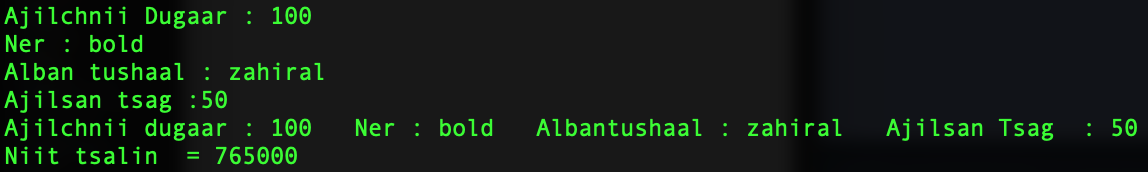 Ajilchnii Dugaar : 100
Ner : bold
Alban tushaal : zahiral
Ajilsan tsag :50
Ajilchnii dugaar : 100   Ner : bold   Albantushaal : zahiral   Ajilsan Tsag  : 50
Niit tsalin  = 765000